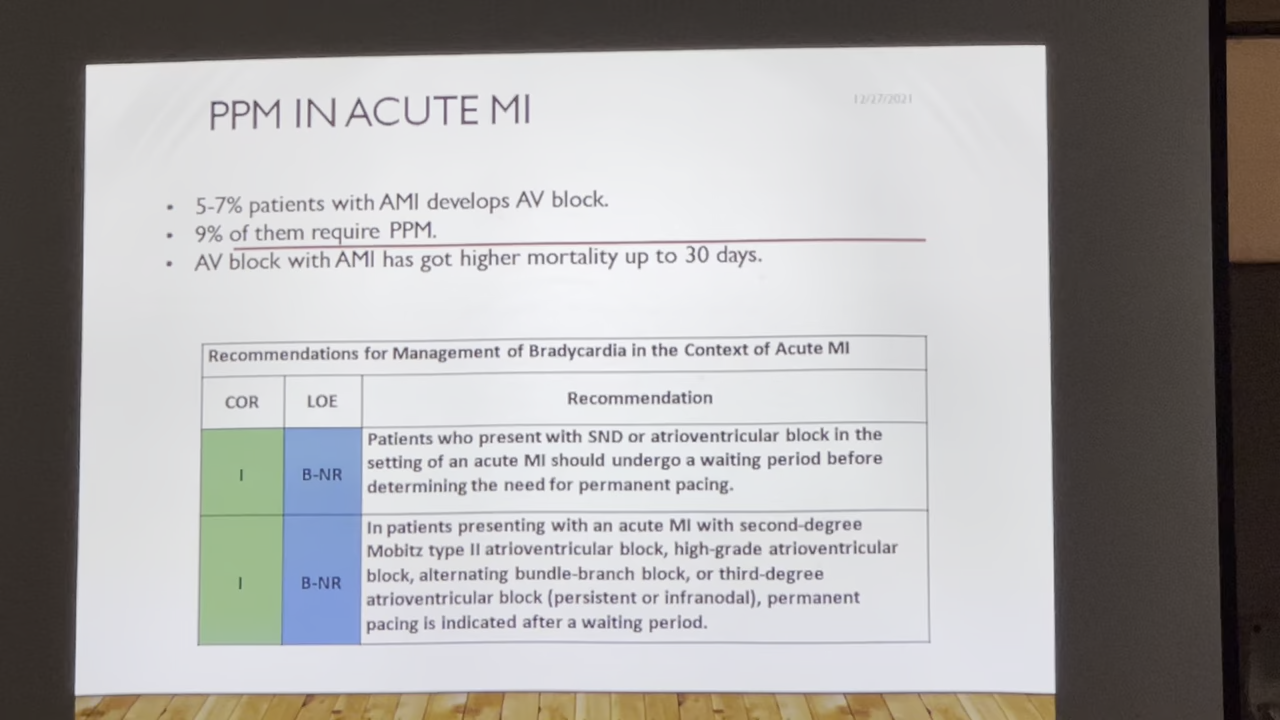 PPM IN ACUTE MI
12/27/2021
• 5-7% patients with AMI develops AV block.
• 9% of them require PPM.
• AV block with AMI has got higher mortality up to 30 days.
Recommendations for Management of Bradycardia in the Context of Acute MI
COR LOE Recommendation
I B-NR Patients who present with SND or atrioventricular block in the
setting of an acute MI should undergo a waiting period before
determining the need for permanent pacing.
I B-NR In patients presenting with an acute MI with second-degree
Mobitz type II atrioventricular block, high-grade atrioventricular
block, alternating bundle-branch block, or third-degree
atrioventricular block (persistent or infranodal), permanent
pacing is indicated after a waiting period.